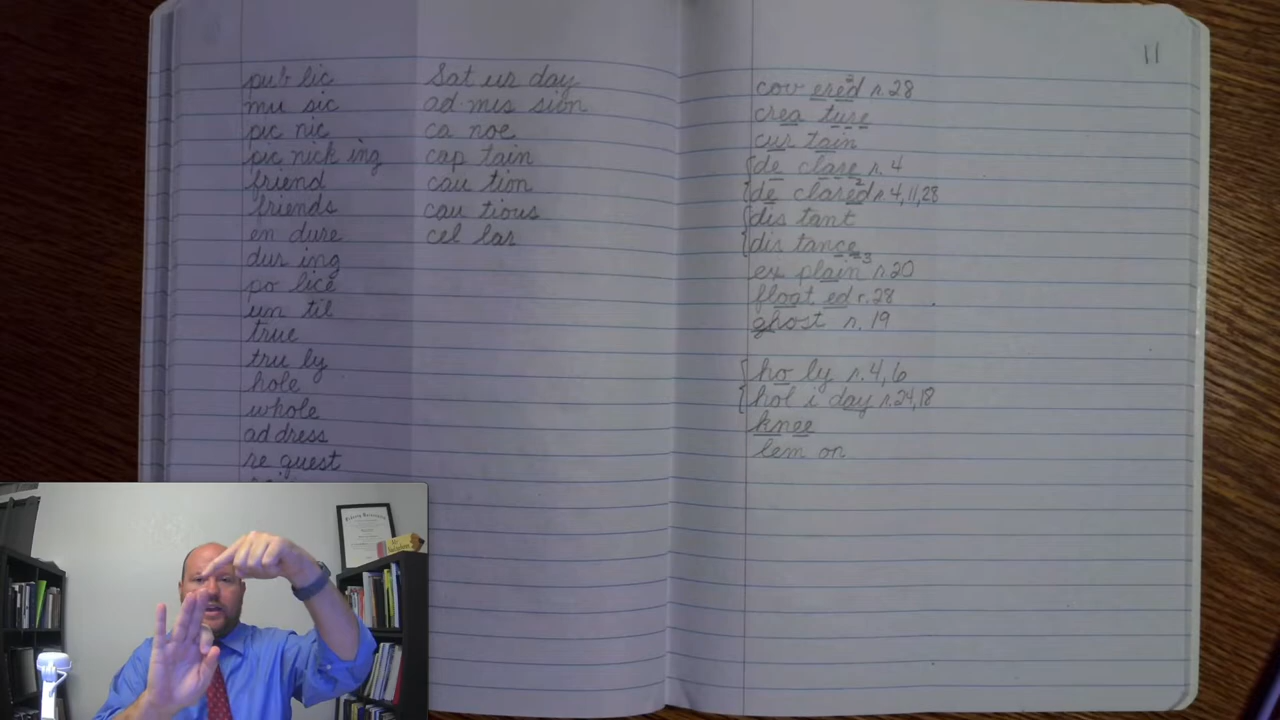 pub lic
mu sic
pic nic
pic nick ing
friend
friends
en dure
dur ing
po lice
un til
true
tru ly
hole
whole
ad dress
re quest
Sat ur day
ad mis sion
ca noe
cap tain
cau tion
cau tious
cel lar
11
cov ered² r. 28
crea ture
cur tain
de clare r. 4
de clared² r. 4, 11, 28
dis tant
dis tance₃
ex plain³ r. 20
float ed r. 28
ghost r. 19
ho ly r. 4, 6
hol i day r. 24, 18
knee
lem on